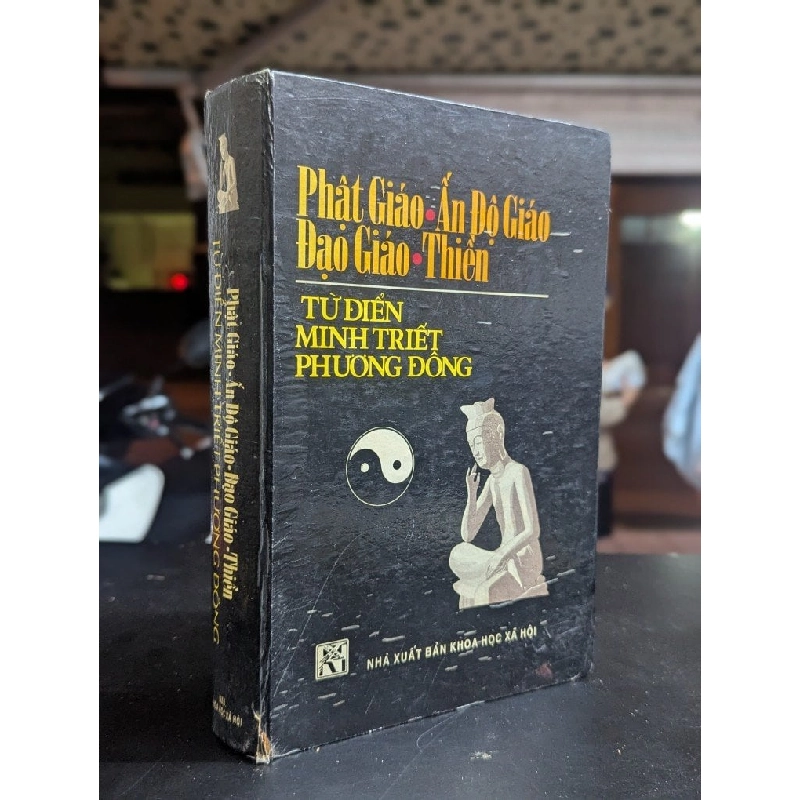 Phật Giáo • Ấn Độ Giáo
Đạo Giáo • Thiền
TỪ ĐIỂN
MINH TRIẾT
PHƯƠNG ĐÔNG
NHÀ XUẤT BẢN KHOA HỌC XÃ HỘI
Phật Giáo • Ấn Độ Giáo • Đạo Giáo • Thiền
TỪ ĐIỂN MINH TRIẾT PHƯƠNG ĐÔNG